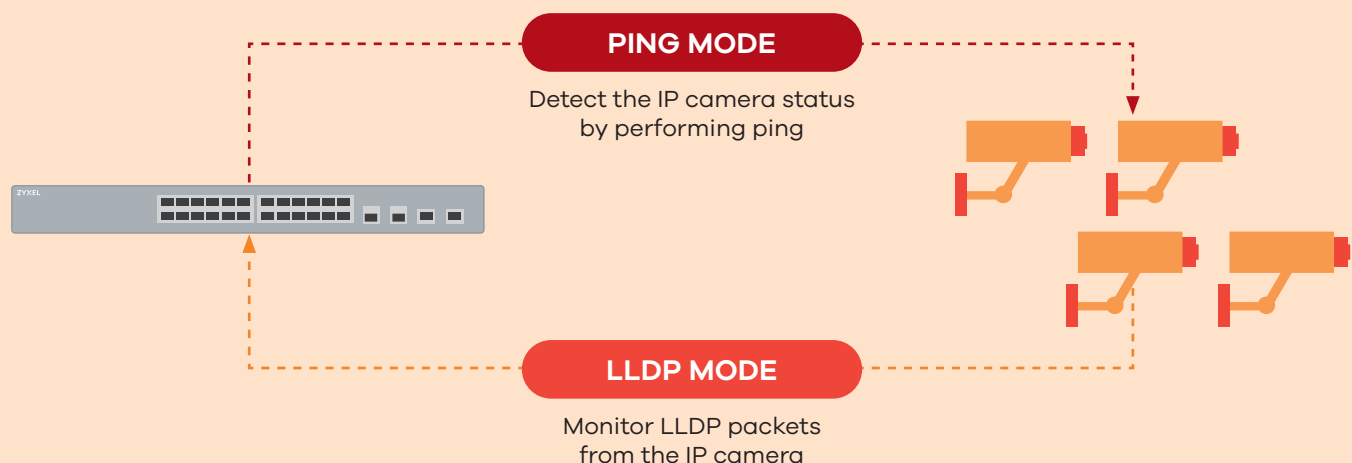 PING MODE
Detect the IP camera status
by performing ping
ZYXEL
LLDP MODE
Monitor LLDP packets
from the IP camera